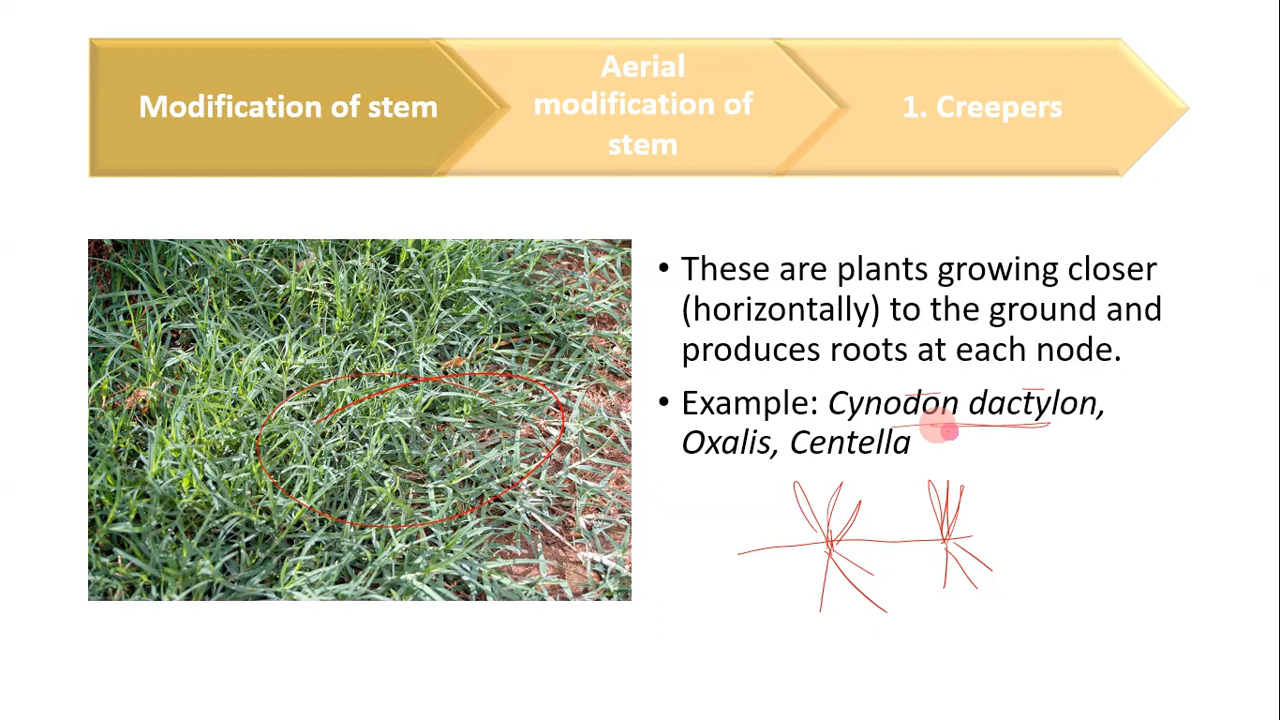 Modification of stem
Aerial
modification of
stem
1. Creepers
• These are plants growing closer
(horizontally) to the ground and
produces roots at each node.
• Example: Cynodon dactylon,
Oxalis, Centella